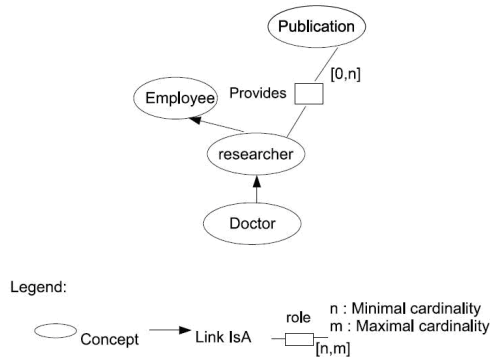 Publication
[0,n]
Provides
Employee
researcher
Doctor
Legend:
Concept
Link IsA
role
[n,m]
n : Minimal cardinality
m : Maximal cardinality